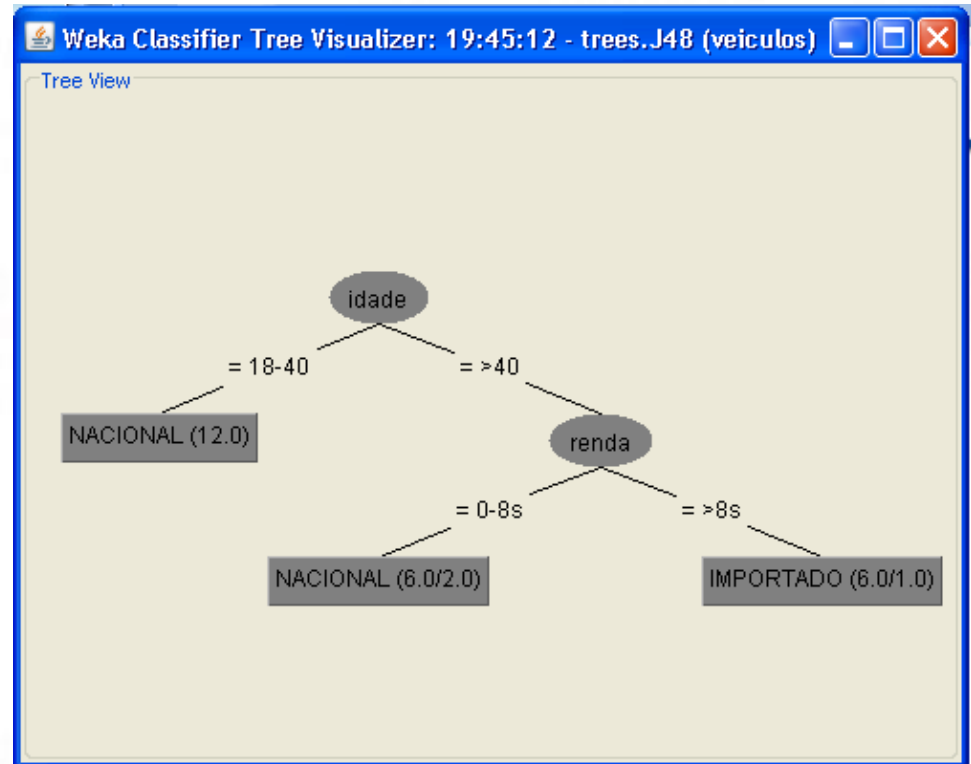 Weka Classifier Tree Visualizer: 19:45:12 - trees.J48 (veiculos)
Tree View
idade
= 18-40
= >40
NACIONAL (12.0)
renda
= 0-8s
= >8s
NACIONAL (6.0/2.0)
IMPORTADO (6.0/1.0)